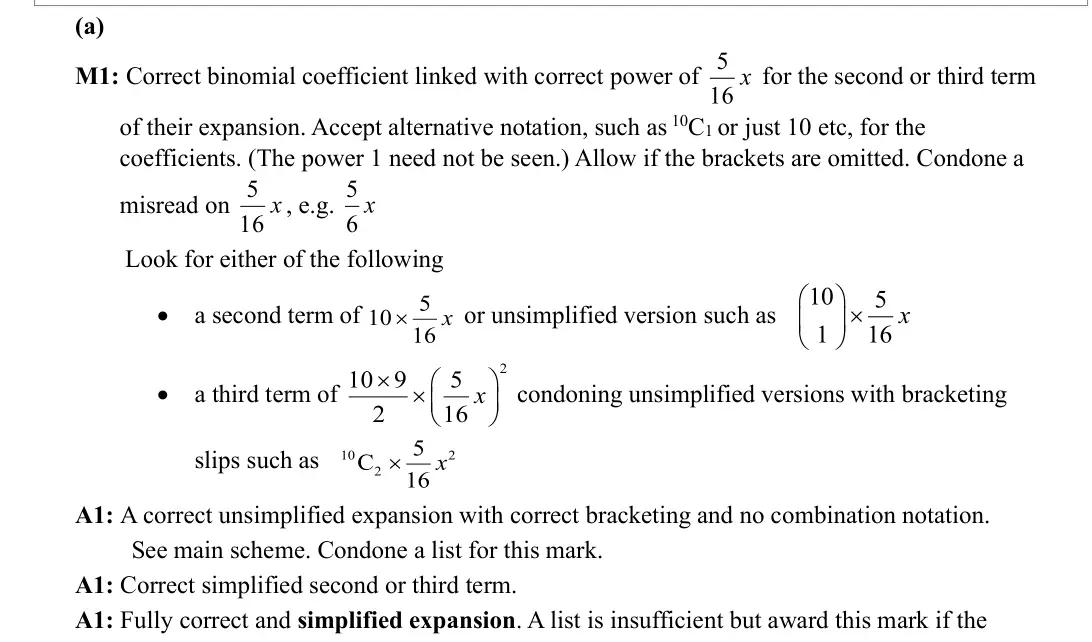 (a)
M1: Correct binomial coefficient linked with correct power of 5/16 x for the second or third term
of their expansion. Accept alternative notation, such as ¹⁰C₁ or just 10 etc, for the
coefficients. (The power 1 need not be seen.) Allow if the brackets are omitted. Condone a
misread on 5/16 x, e.g. 5/6 x
Look for either of the following
• a second term of 10 × 5/16 x or unsimplified version such as (10 1) × 5/16 x
• a third term of (10 × 9)/2 × (5/16 x)² condoning unsimplified versions with bracketing
slips such as ¹⁰C₂ × 5/16 x²
A1: A correct unsimplified expansion with correct bracketing and no combination notation.
See main scheme. Condone a list for this mark.
A1: Correct simplified second or third term.
A1: Fully correct and simplified expansion. A list is insufficient but award this mark if the